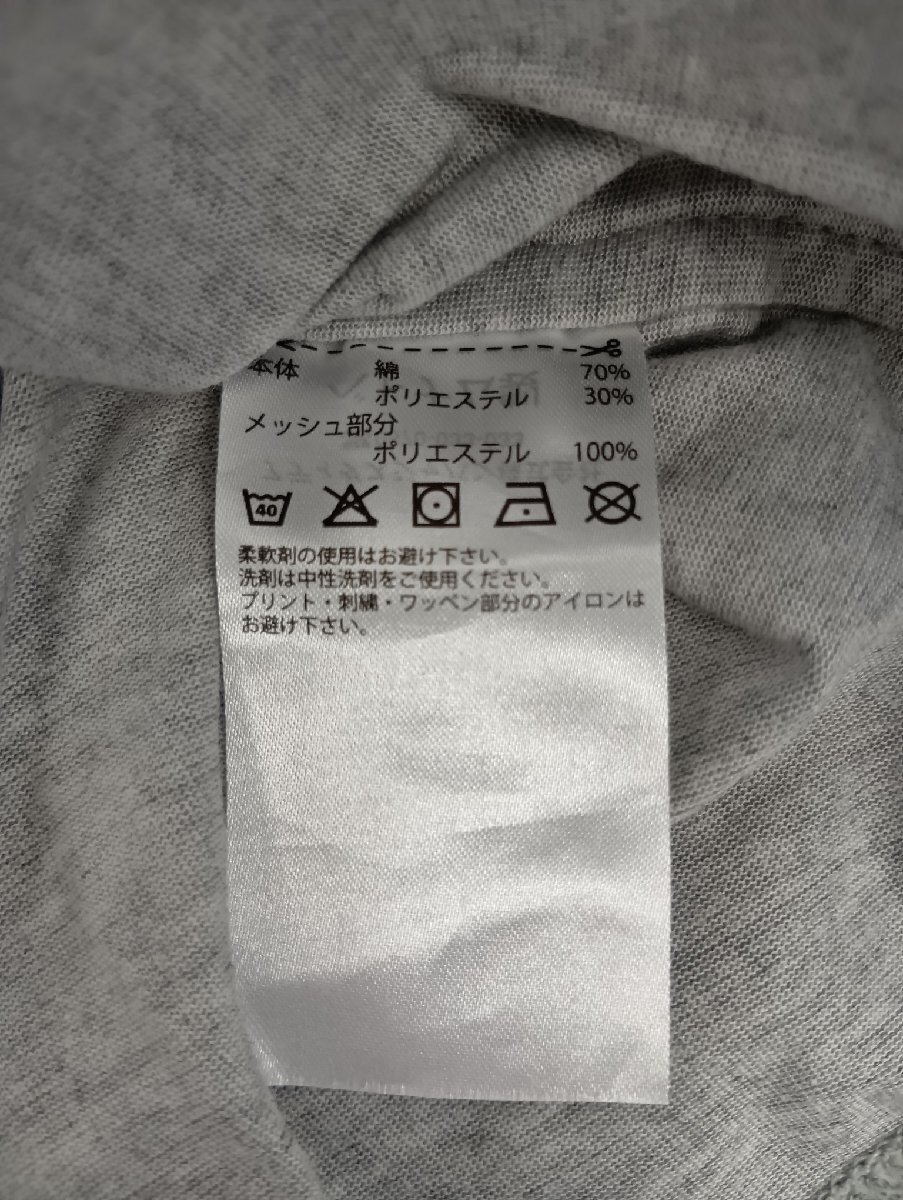 本体 綿 70%
ポリエステル 30%
メッシュ部分
ポリエステル 100%
40
柔軟剤の使用はお避け下さい。
洗剤は中性洗剤をご使用ください。
プリント・刺繍・ワッペン部分のアイロンは
お避け下さい。